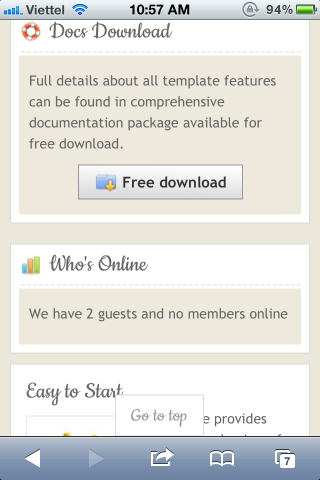 Viettel 10:57 AM 94%
Docs Download
Full details about all template features
can be found in comprehensive
documentation package available for
free download.
Free download
Who's Online
We have 2 guests and no members online
Easy to Start
Go to top
provides
7